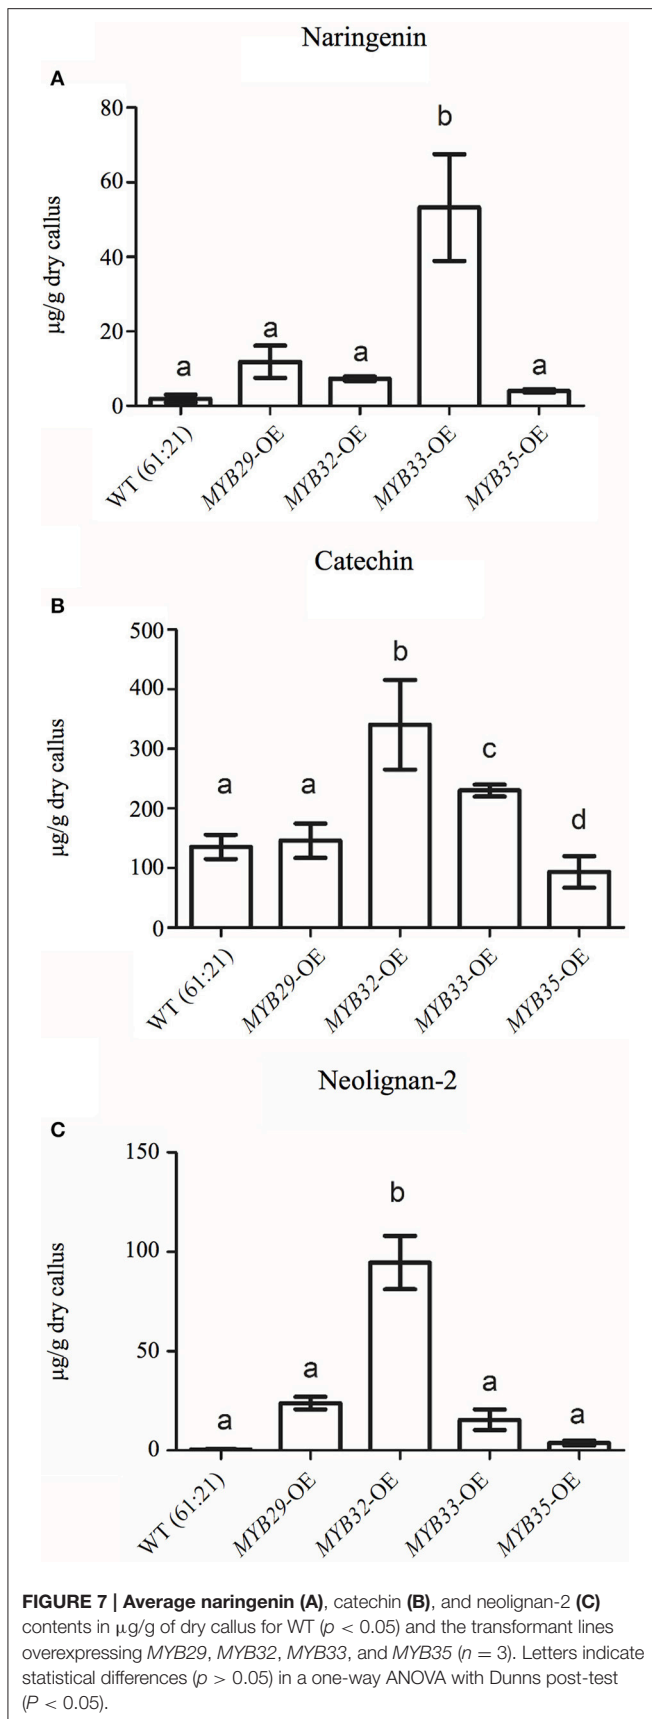 Naringenin
A
80
60
40
20
0
μg/g dry callus
a
a
a
b
a
WT (61:21)
MYB29-OE
MYB32-OE
MYB33-OE
MYB35-OE
Catechin
B
500
400
300
200
100
0
μg/g dry callus
a
a
b
c
d
WT (61:21)
MYB29-OE
MYB32-OE
MYB33-OE
MYB35-OE
Neolignan-2
C
150
100
50
0
μg/g dry callus
a
a
b
a
a
WT (61:21)
MYB29-OE
MYB32-OE
MYB33-OE
MYB35-OE
FIGURE 7 | Average naringenin (A), catechin (B), and neolignan-2 (C)
contents in μg/g of dry callus for WT (p < 0.05) and the transformant lines
overexpressing MYB29, MYB32, MYB33, and MYB35 (n = 3). Letters indicate
statistical differences (p > 0.05) in a one-way ANOVA with Dunns post-test
(P < 0.05).